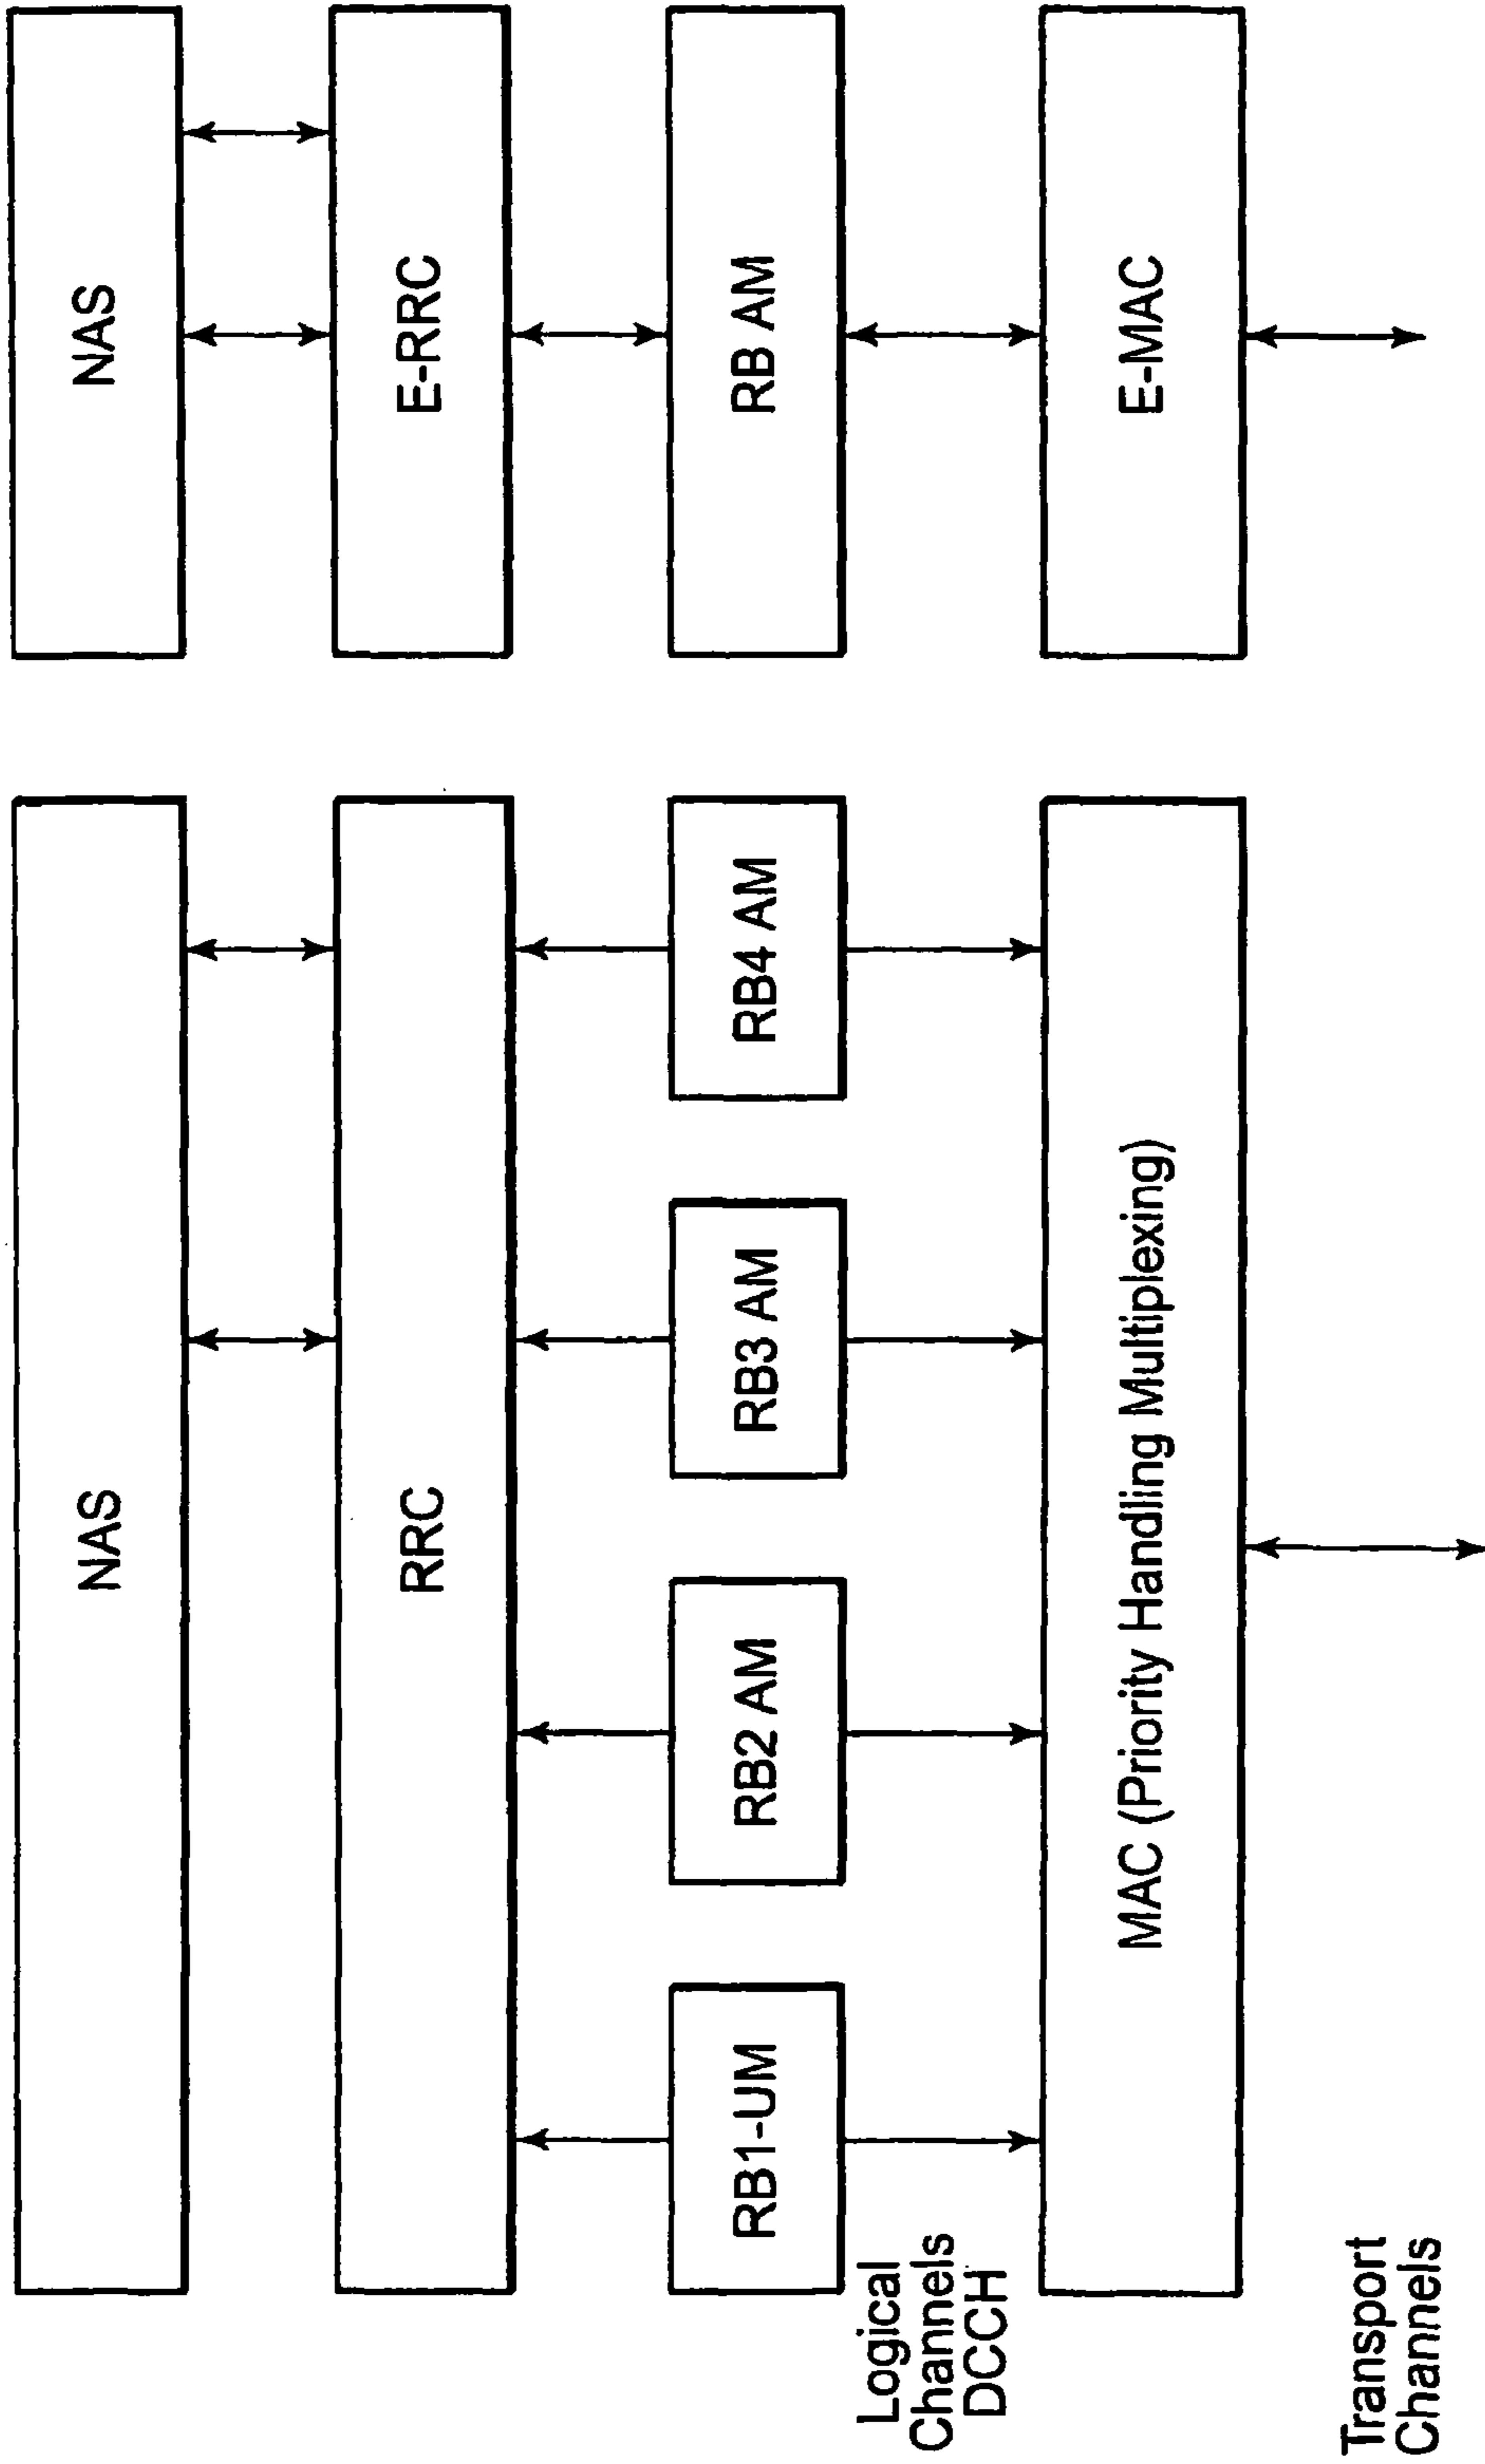 NAS
RRC
RB1-UM
RB2 AM
RB3 AM
RB4 AM
Logical
Channels
DCCH
MAC (Priority Handling Multiplexing)
Transport
Channels
NAS
E-RRC
RB AM
E-MAC